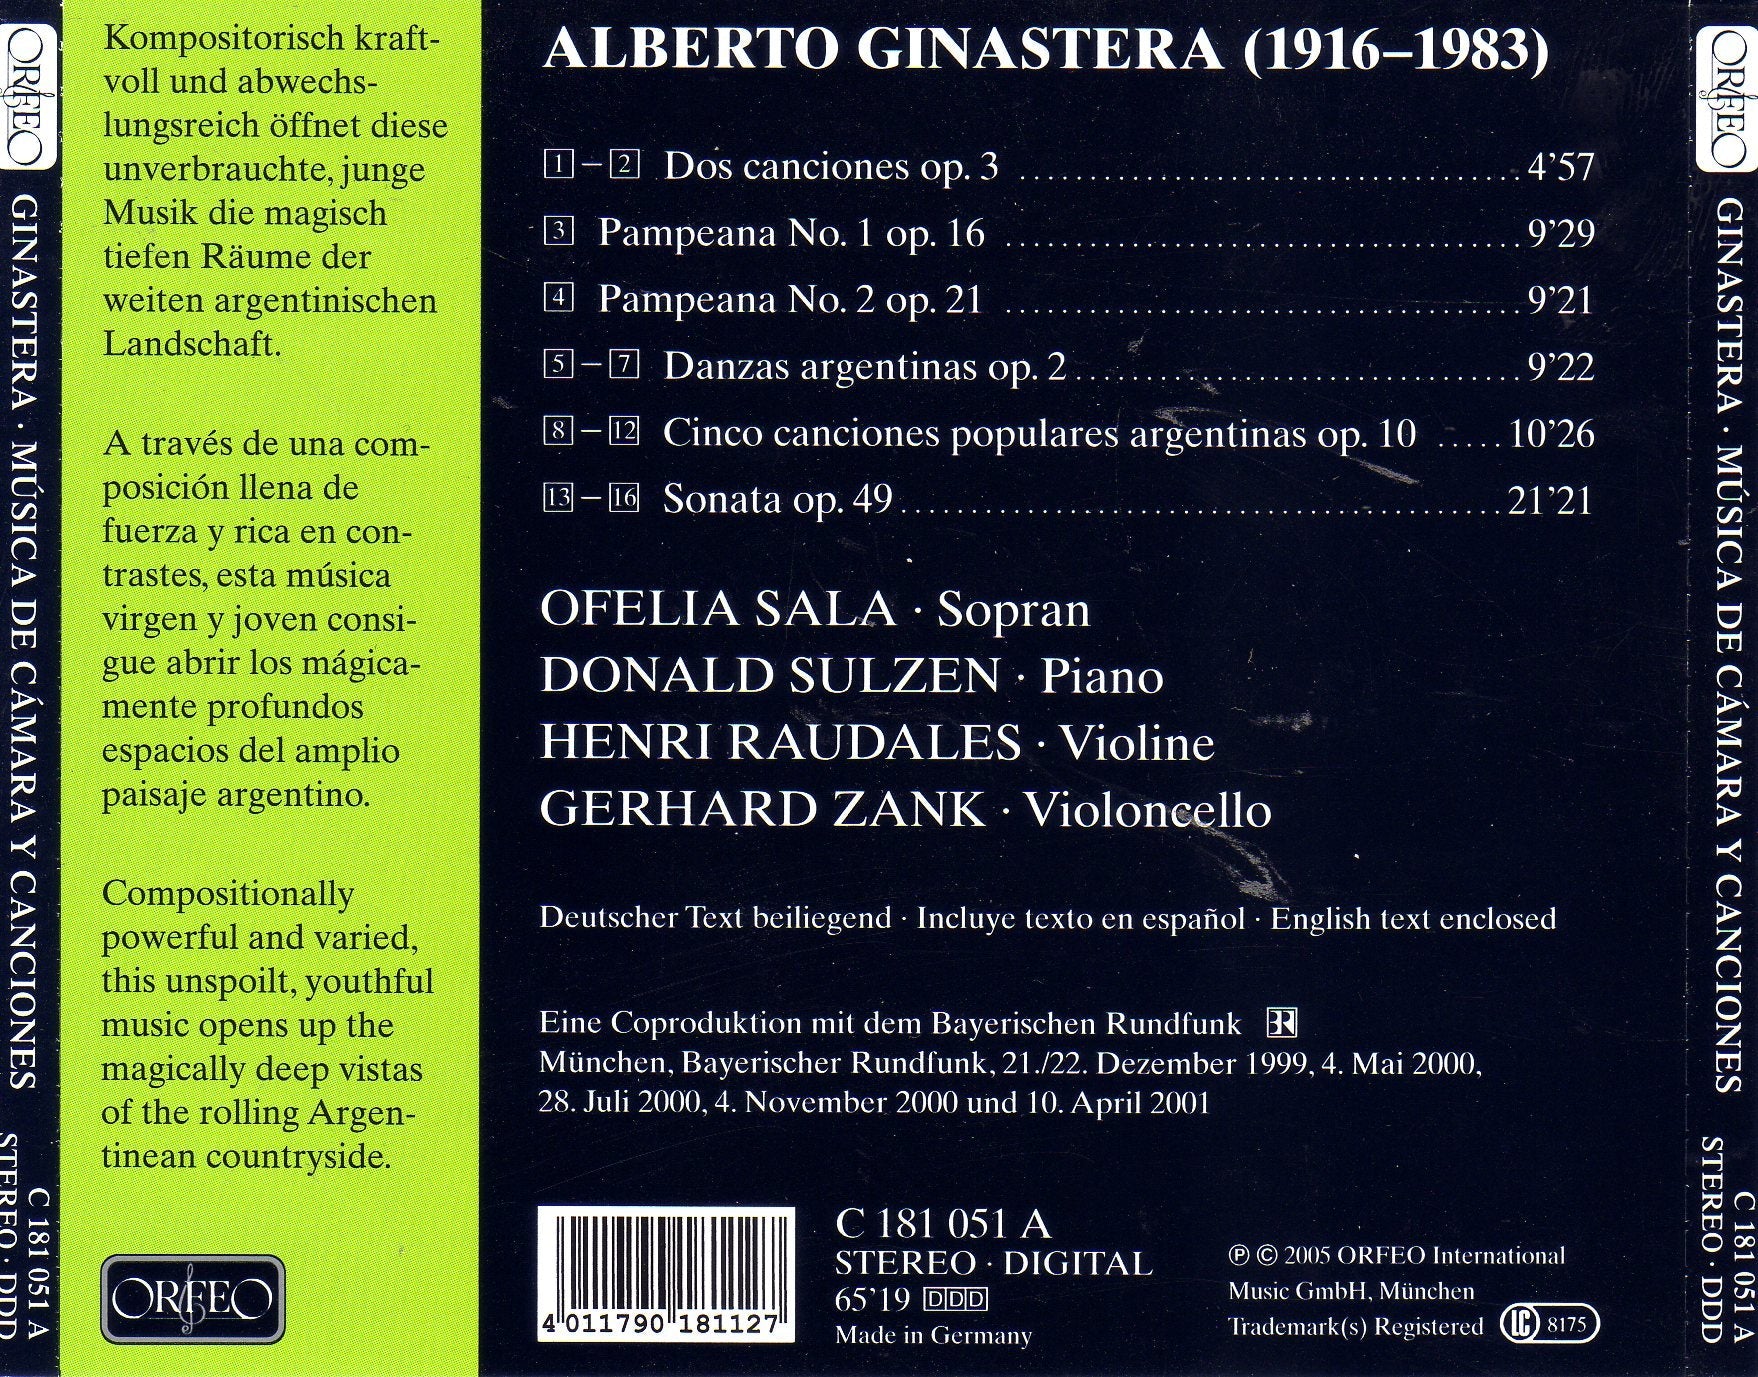 ORFEO
GINASTERA · MÚSICA DE CÁMARA Y CANCIONES
C 181 051 A
STEREO · DDD
Kompositorisch kraft-
voll und abwechs-
lungsreich öffnet diese
unverbrauchte, junge
Musik die magisch
tiefen Räume der
weiten argentinischen
Landschaft.
A través de una com-
posición llena de
fuerza y rica en con-
trastes, esta música
virgen y joven consi-
gue abrir los mágica-
mente profundos
espacios del amplio
paisaje argentino.
Compositionally
powerful and varied,
this unspoilt, youthful
music opens up the
magically deep vistas
of the rolling Argen-
tinean countryside.
ORFEO
ALBERTO GINASTERA (1916–1983)
1 – 2 Dos canciones op. 3 ........................................ 4’57
3 Pampeana No. 1 op. 16 ........................................ 9’29
4 Pampeana No. 2 op. 21 ........................................ 9’21
5 – 7 Danzas argentinas op. 2 .................................... 9’22
8 – 12 Cinco canciones populares argentinas op. 10 ..... 10’26
13 – 16 Sonata op. 49 ............................................... 21’21
OFELIA SALA · Sopran
DONALD SULZEN · Piano
HENRI RAUDALES · Violine
GERHARD ZANK · Violoncello
Deutscher Text beiliegend · Incluye texto en español · English text enclosed
Eine Coproduktion mit dem Bayerischen Rundfunk BR
München, Bayerischer Rundfunk, 21./22. Dezember 1999, 4. Mai 2000,
28. Juli 2000, 4. November 2000 und 10. April 2001
4 011790 181127
C 181 051 A
STEREO · DIGITAL
65’19 DDD
Made in Germany
℗ © 2005 ORFEO International
Music GmbH, München
Trademark(s) Registered LC 8175
ORFEO
GINASTERA · MÚSICA DE CÁMARA Y CANCIONES
C 181 051 A
STEREO · DDD